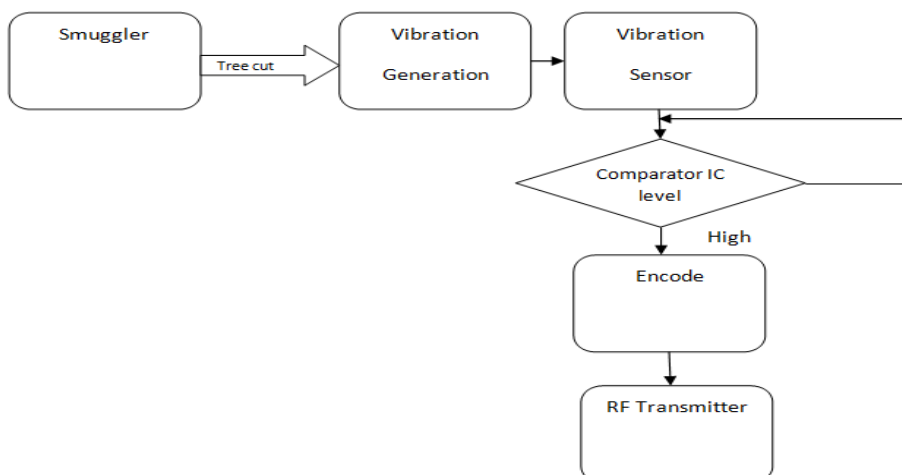 Smuggler
Tree cut
Vibration
Generation
Vibration
Sensor
Comparator IC
level
High
Encode
RF Transmitter